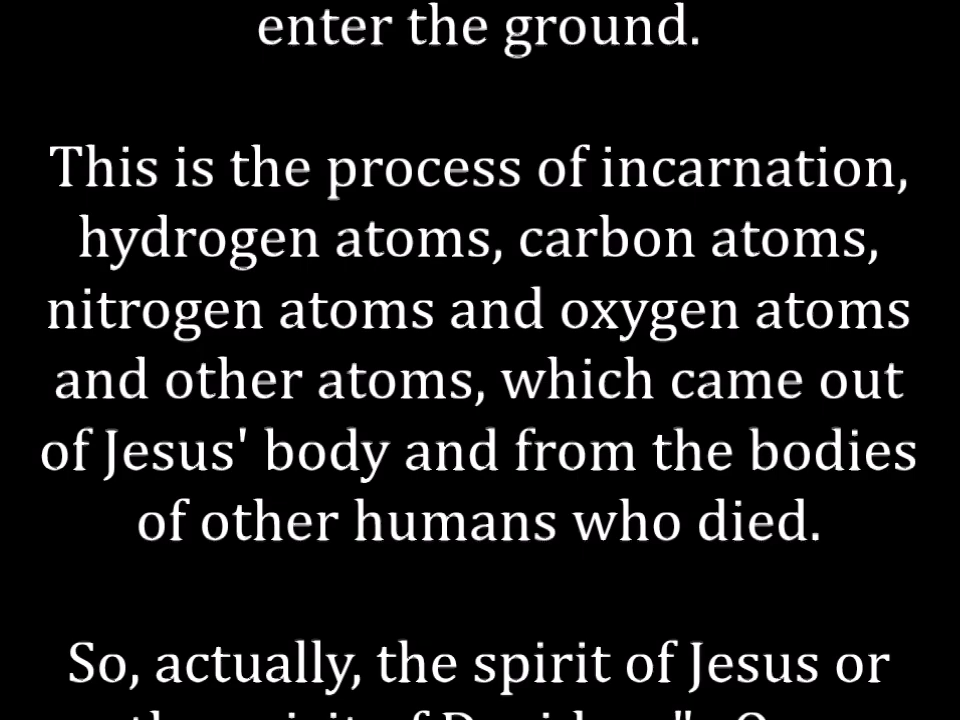 enter the ground.
This is the process of incarnation,
hydrogen atoms, carbon atoms,
nitrogen atoms and oxygen atoms
and other atoms, which came out
of Jesus' body and from the bodies
of other humans who died.
So, actually, the spirit of Jesus or